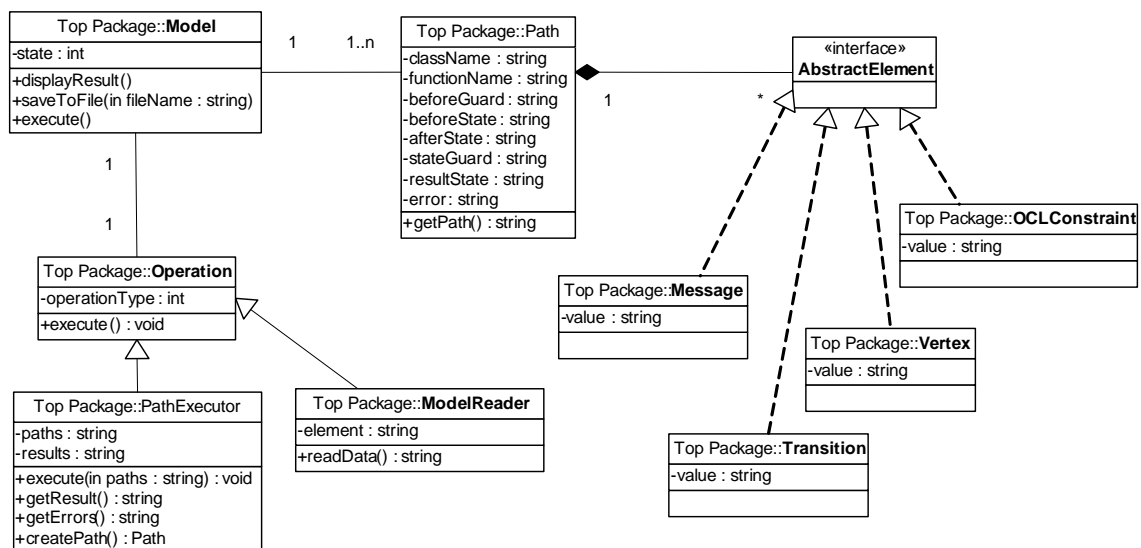 Top Package::Model
-state : int
+displayResult()
+saveToFile(in fileName : string)
+execute()
1
1..n
Top Package::Path
-className : string
-functionName : string
-beforeGuard : string
-beforeState : string
-afterState : string
-stateGuard : string
-resultState : string
-error: string
+getPath() : string
1
*
«interface»
AbstractElement
1
1
Top Package::Operation
-operationType : int
+execute() : void
Top Package::PathExecutor
-paths : string
-results : string
+execute(in paths : string) : void
+getResult() : string
+getErrors() : string
+createPath() : Path
Top Package::ModelReader
-element : string
+readData() : string
Top Package::Message
-value : string
Top Package::OCLConstraint
-value : string
Top Package::Vertex
-value : string
Top Package::Transition
-value : string